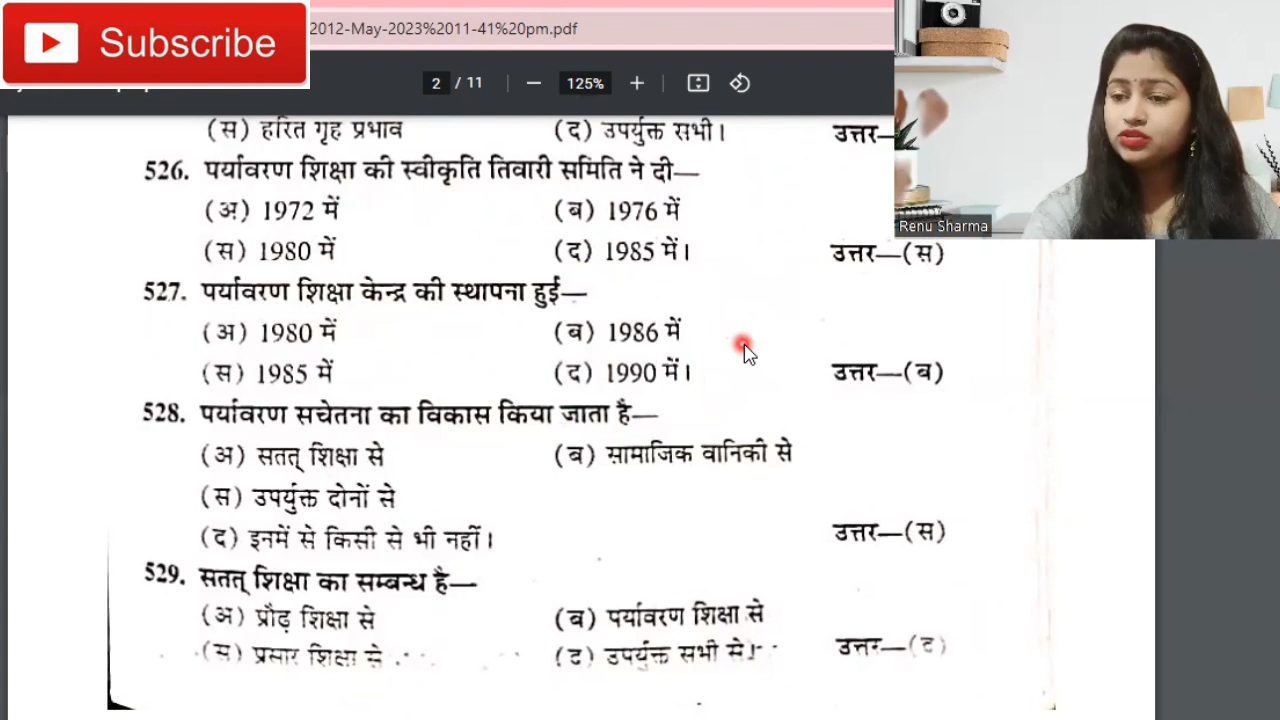 Subscribe
2012-May-2023%2011-41%20pm.pdf
2 / 11 125%
(स) हरित गृह प्रभाव (द) उपर्युक्त सभी। उत्तर—
526. पर्यावरण शिक्षा की स्वीकृति तिवारी समिति ने दी—
(अ) 1972 में (ब) 1976 में
Renu Sharma
(स) 1980 में (द) 1985 में। उत्तर—(स)
527. पर्यावरण शिक्षा केन्द्र की स्थापना हुई—
(अ) 1980 में (ब) 1986 में
(स) 1985 में (द) 1990 में। उत्तर—(ब)
528. पर्यावरण सचेतना का विकास किया जाता है—
(अ) सतत् शिक्षा से (ब) सामाजिक वानिकी से
(स) उपर्युक्त दोनों से
(द) इनमें से किसी से भी नहीं। उत्तर—(स)
529. सतत् शिक्षा का सम्बन्ध है—
(अ) प्रौढ़ शिक्षा से (ब) पर्यावरण शिक्षा से
(स) प्रसार शिक्षा से (द) उपर्युक्त सभी से। उत्तर—(द)